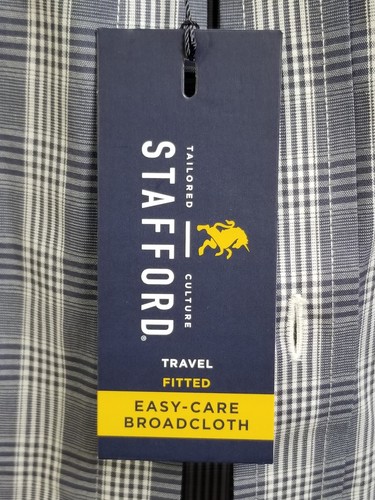 STAFFORD®
TAILORED CULTURE
TRAVEL
FITTED
EASY-CARE
BROADCLOTH